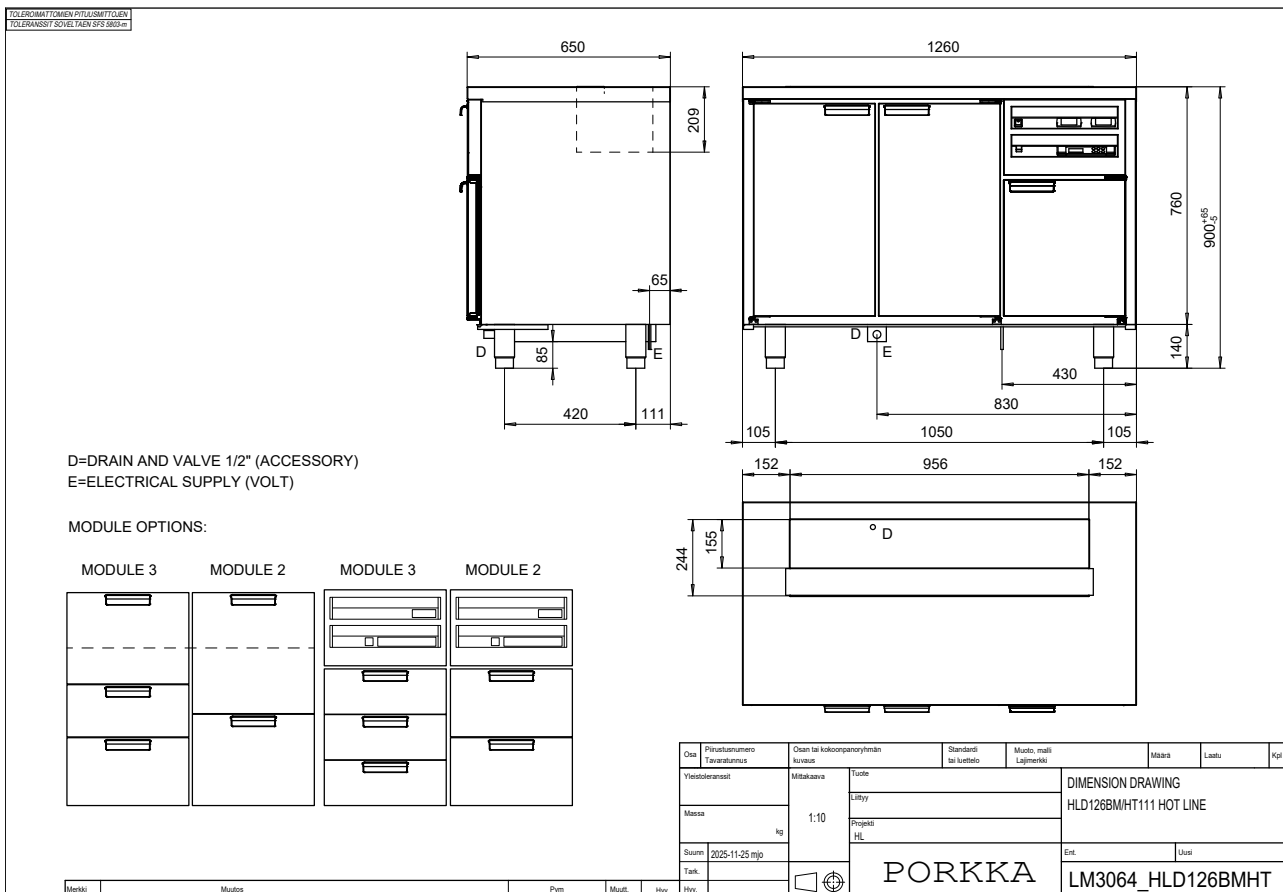 TOLEROIMATTOMIEN PITUUSMITTOJEN
TOLERANSSIT SOVELTAEN SFS 5803-m
650
1260
209
760
900 +65 -5
65
D
85
E
D
E
140
430
420
111
830
105
1050
105
D=DRAIN AND VALVE 1/2" (ACCESSORY)
E=ELECTRICAL SUPPLY (VOLT)
152
956
152
MODULE OPTIONS:
244
155
D
MODULE 3
MODULE 2
MODULE 3
MODULE 2
Osa
Piirustusnumero
Tavaratunnus
Osan tai kokoonpanoryhmän
kuvaus
Standardi
tai luettelo
Muoto, malli
Lajimerkki
Määrä
Laatu
Kpl
Yleistoleranssit
Mittakaava
Tuote
DIMENSION DRAWING
HLD126BM/HT111 HOT LINE
Liittyy
Massa
kg
1:10
Projekti
HL
Suunn
2025-11-25 mjo
PORKKA
Ent.
Uusi
Tark.
LM3064_HLD126BMHT
Merkki
Muutos
Pvm
Muutt.
Hyv.
Hyv.